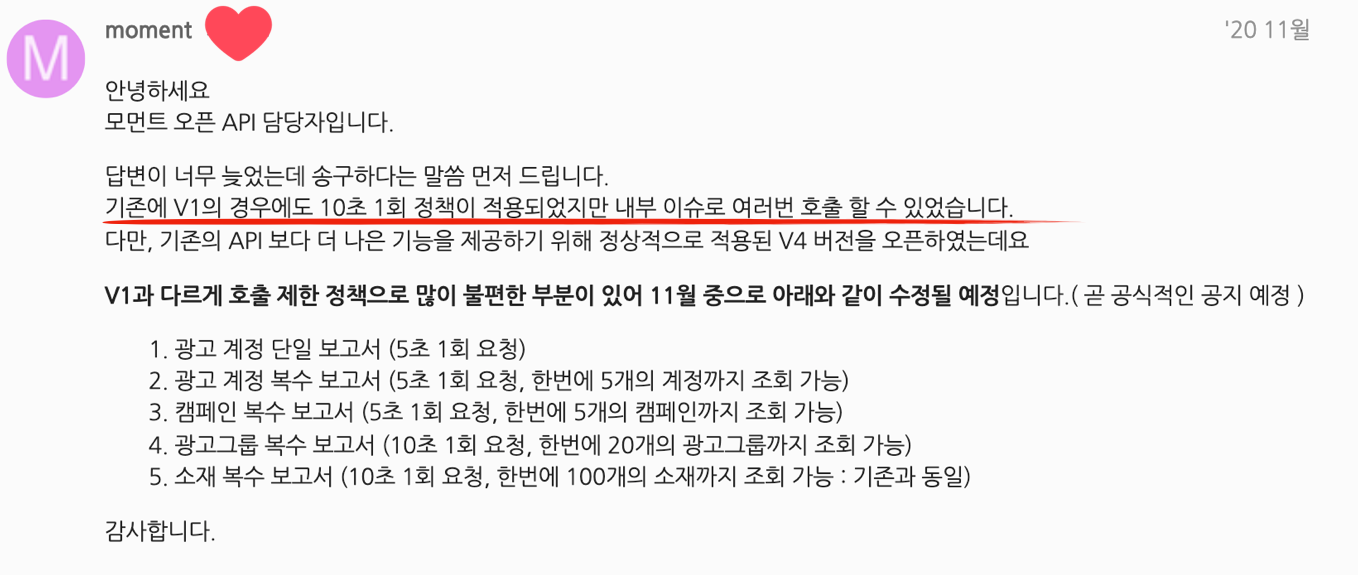 M
moment
'20 11월
안녕하세요
모먼트 오픈 API 담당자입니다.
답변이 너무 늦었는데 송구하다는 말씀 먼저 드립니다.
기존에 V1의 경우에도 10초 1회 정책이 적용되었지만 내부 이슈로 여러번 호출 할 수 있었습니다.
다만, 기존의 API 보다 더 나은 기능을 제공하기 위해 정상적으로 적용된 V4 버전을 오픈하였는데요
V1과 다르게 호출 제한 정책으로 많이 불편한 부분이 있어 11월 중으로 아래와 같이 수정될 예정입니다.( 곧 공식적인 공지 예정 )
1. 광고 계정 단일 보고서 (5초 1회 요청)
2. 광고 계정 복수 보고서 (5초 1회 요청, 한번에 5개의 계정까지 조회 가능)
3. 캠페인 복수 보고서 (5초 1회 요청, 한번에 5개의 캠페인까지 조회 가능)
4. 광고그룹 복수 보고서 (10초 1회 요청, 한번에 20개의 광고그룹까지 조회 가능)
5. 소재 복수 보고서 (10초 1회 요청, 한번에 100개의 소재까지 조회 가능 : 기존과 동일)
감사합니다.